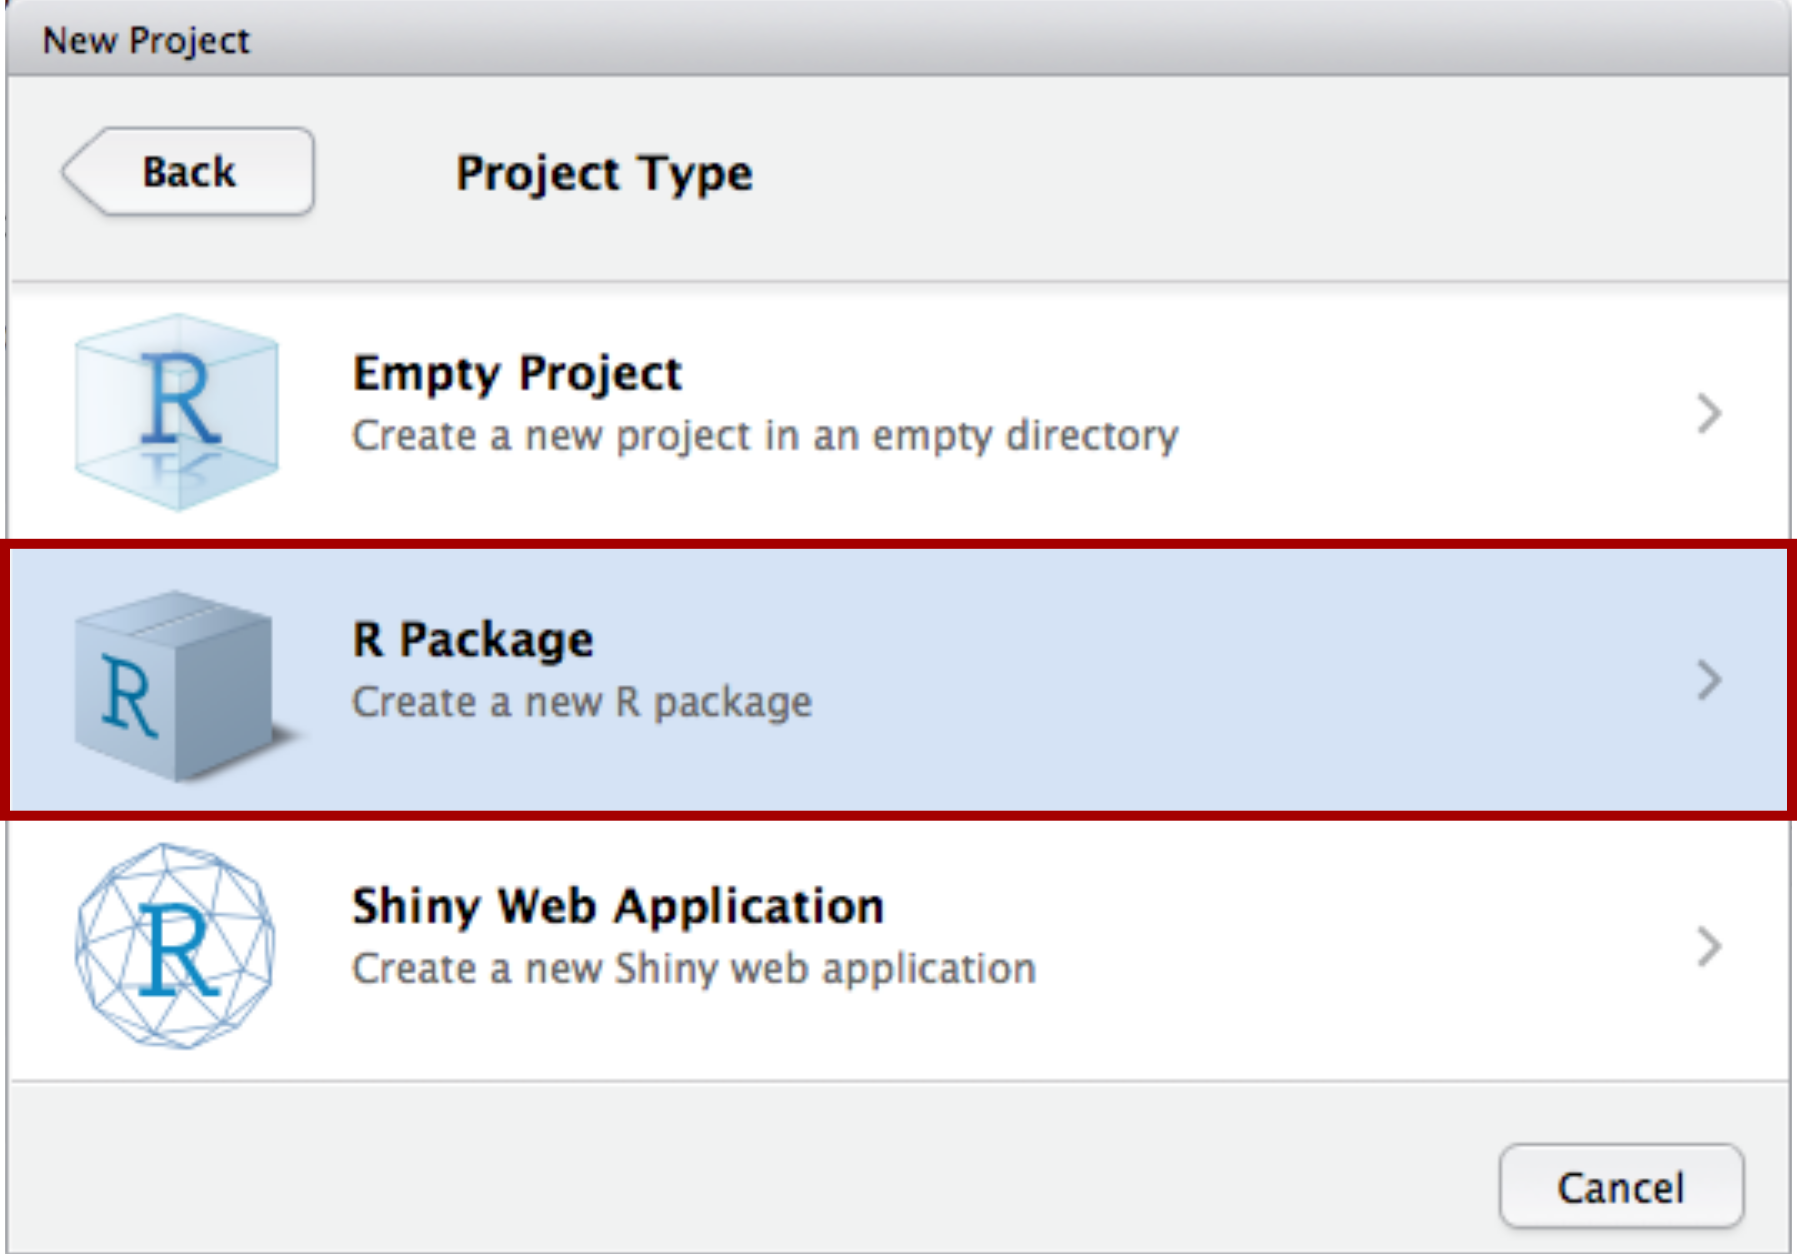 New Project
Back
Project Type
R
Empty Project
Create a new project in an empty directory
R
R Package
Create a new R package
R
Shiny Web Application
Create a new Shiny web application
Cancel